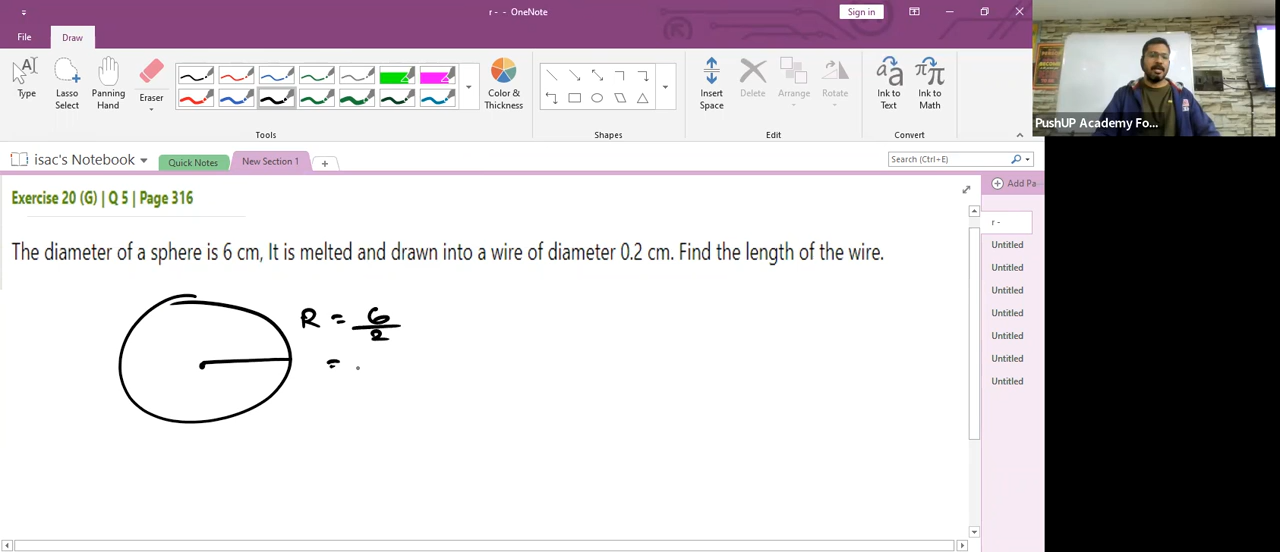 r - - OneNote
Sign in
File
Draw
Type
Lasso Select
Panning Hand
Eraser
Color & Thickness
Insert Space
Delete
Arrange
Rotate
Ink to Text
Ink to Math
Tools
Shapes
Edit
Convert
PushUP Academy Fo...
isac's Notebook
Quick Notes
New Section 1
+
Search (Ctrl+E)
Exercise 20 (G) | Q 5 | Page 316
Add Pa
r -
Untitled
Untitled
Untitled
Untitled
Untitled
Untitled
Untitled
The diameter of a sphere is 6 cm, It is melted and drawn into a wire of diameter 0.2 cm. Find the length of the wire.
R = 6/2
=